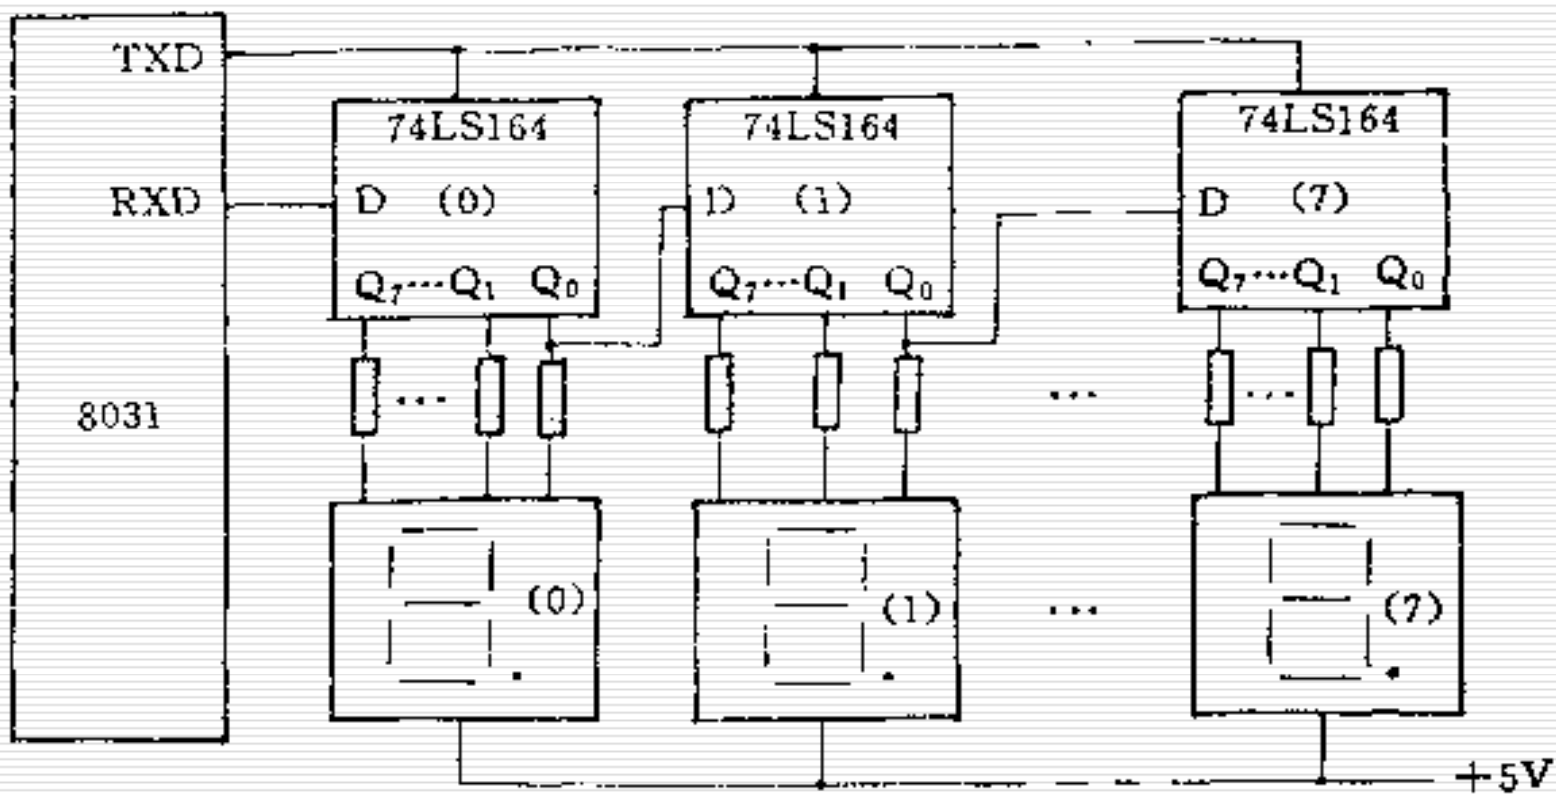 TXD
74LS164 74LS164 74LS164
RXD D (0) D (1) D (7)
Q₇…Q₁ Q₀ Q₇…Q₁ Q₀ Q₇…Q₁ Q₀
… … …
8031
(0) (1) … (7)
+5V